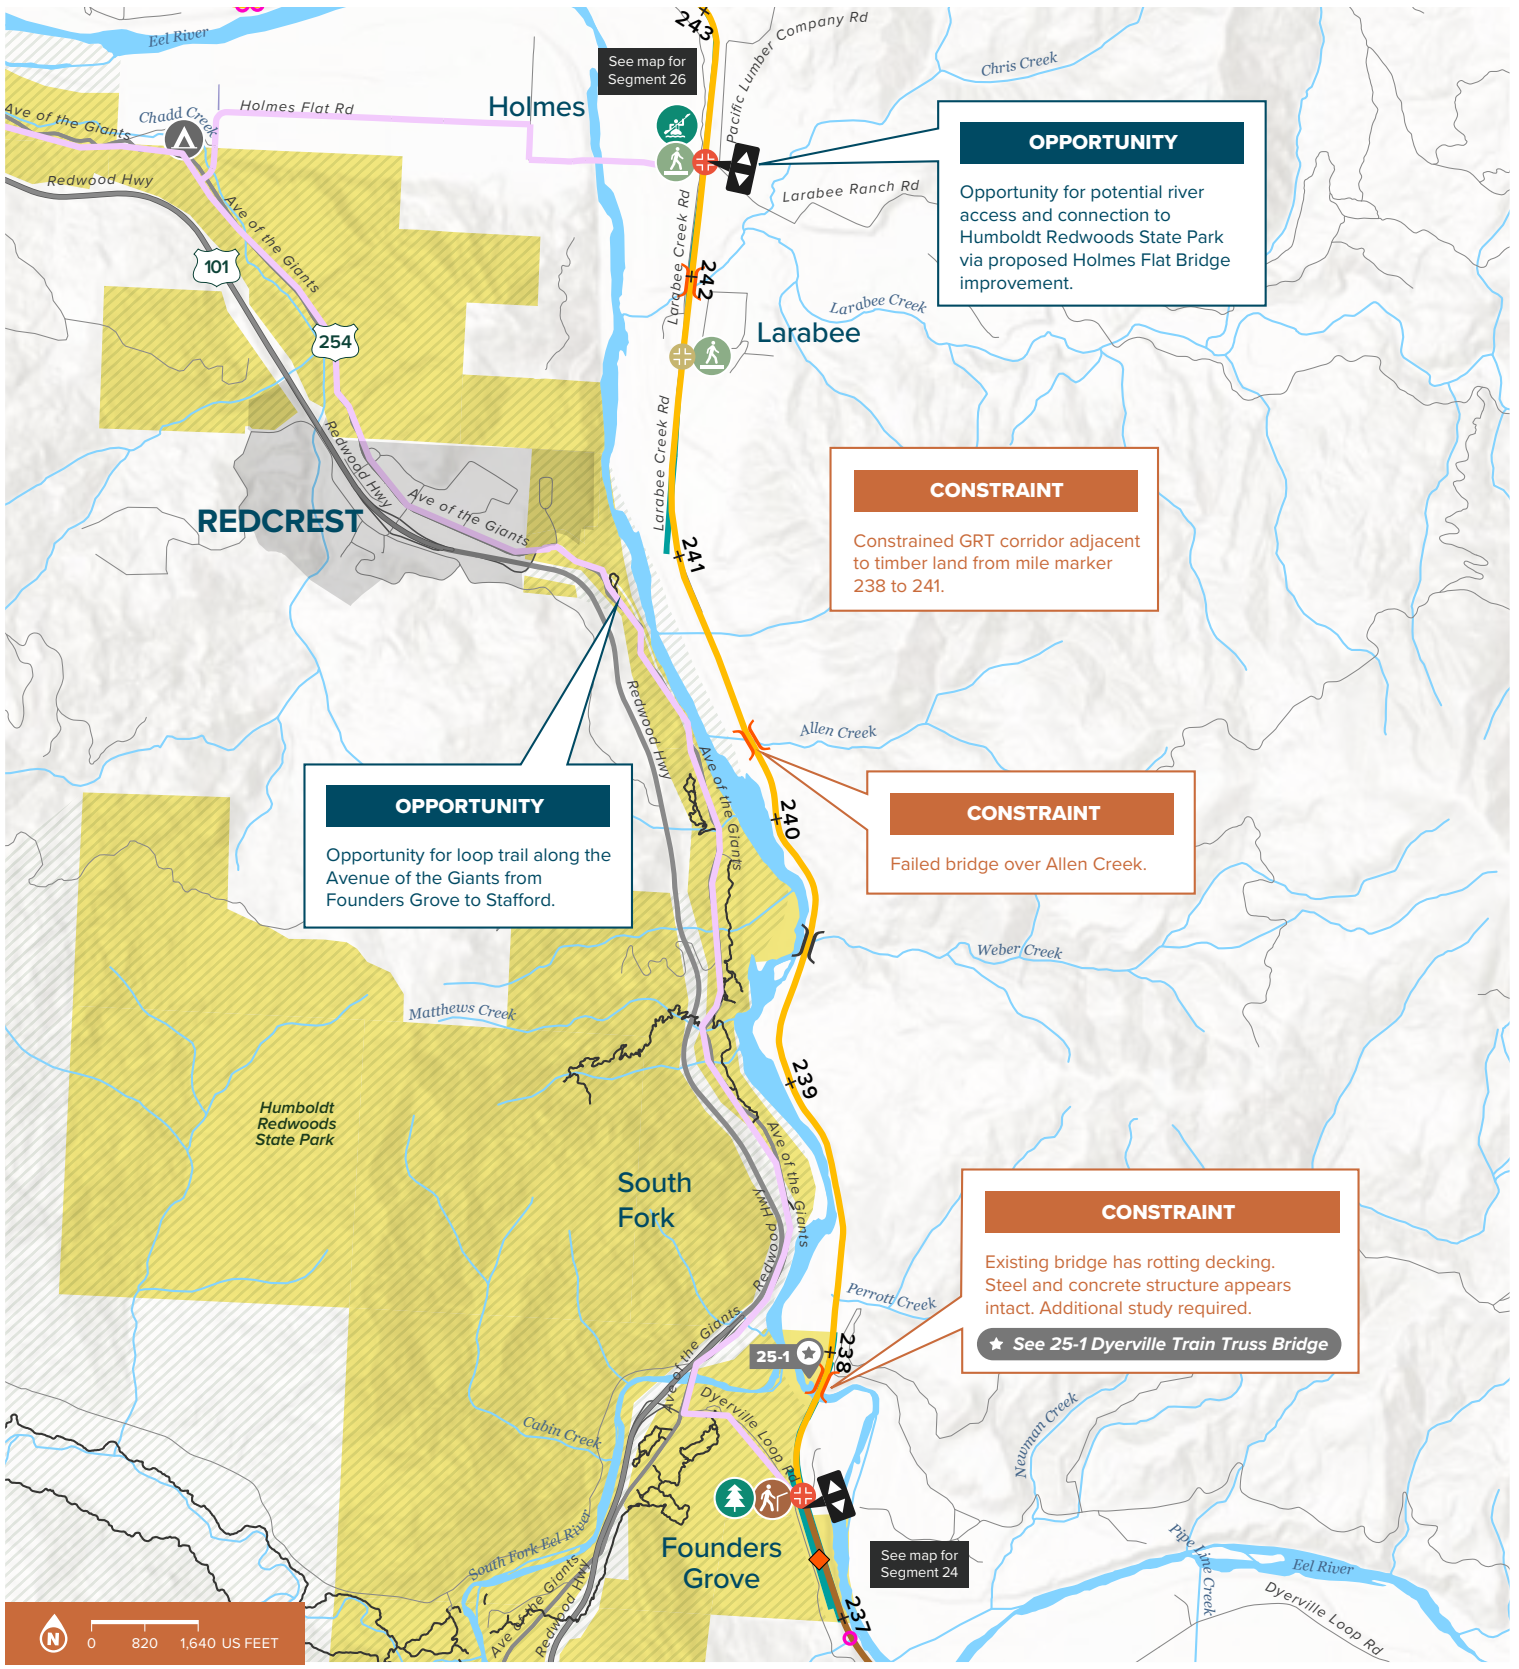 243
Eel River
Pacific Lumber Company Rd
See map for
Segment 26
Chris Creek
Holmes
Holmes Flat Rd
Chadd Creek
Ave of the Giants
OPPORTUNITY
Opportunity for potential river
access and connection to
Humboldt Redwoods State Park
via proposed Holmes Flat Bridge
improvement.
Redwood Hwy
Larabee Ranch Rd
Ave of the Giants
Larabee Creek Rd
101
242
Larabee Creek
254
Larabee
Larabee Creek Rd
Redwood Hwy
CONSTRAINT
Constrained GRT corridor adjacent
to timber land from mile marker
238 to 241.
REDCREST
Ave of the Giants
241
Redwood Hwy
Allen Creek
Ave of the Giants
OPPORTUNITY
Opportunity for loop trail along the
Avenue of the Giants from
Founders Grove to Stafford.
240
CONSTRAINT
Failed bridge over Allen Creek.
Weber Creek
Matthews Creek
239
Humboldt
Redwoods
State Park
Ave of the Giants
South
Fork
Redwood Hwy
CONSTRAINT
Existing bridge has rotting decking.
Steel and concrete structure appears
intact. Additional study required.
See 25-1 Dyerville Train Truss Bridge
Perrott Creek
Ave of the Giants
25-1
238
Dyerville Loop Rd
Cabin Creek
Newman Creek
Founders
Grove
South Fork Eel River
See map for
Segment 24
Pipe Line Creek
Eel River
Dyerville Loop Rd
Ave of the Giants
Redwood Hwy
237
N
0 820 1,640 US FEET